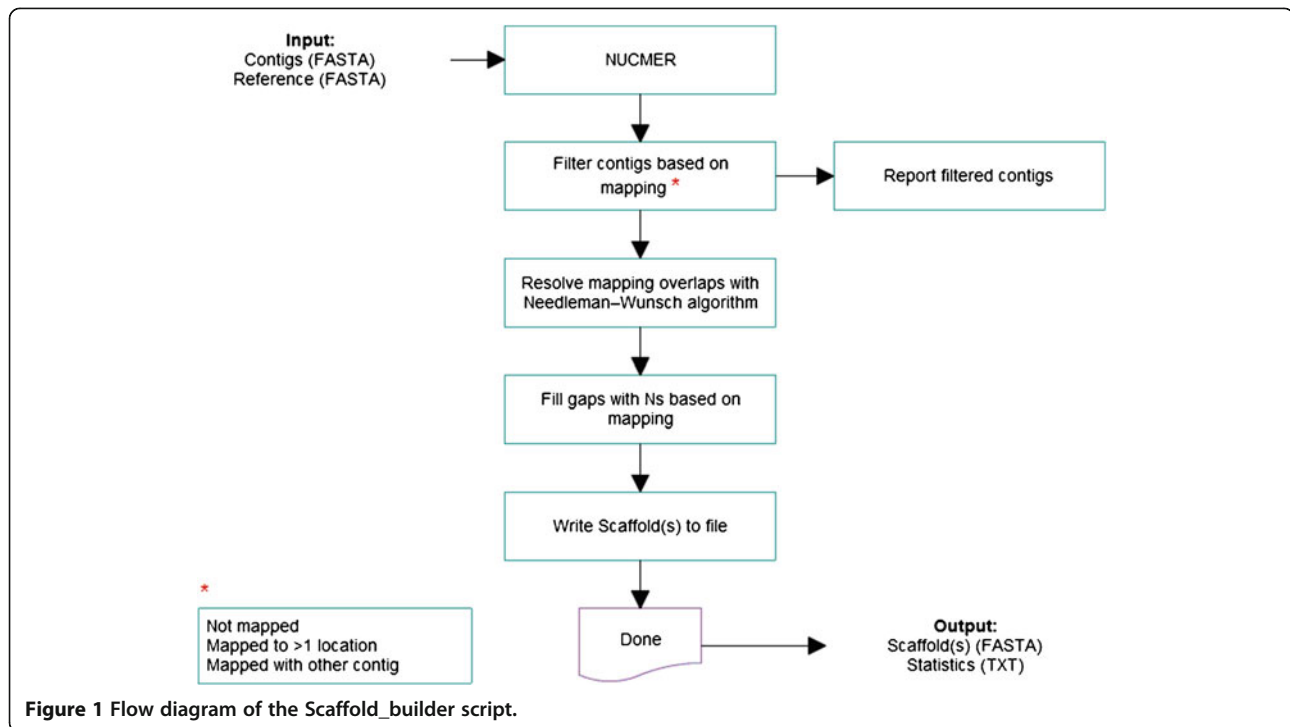 Input:
Contigs (FASTA)
Reference (FASTA)
NUCMER
Filter contigs based on
mapping *
Report filtered contigs
Resolve mapping overlaps with
Needleman–Wunsch algorithm
Fill gaps with Ns based on
mapping
Write Scaffold(s) to file
*
Not mapped
Mapped to >1 location
Mapped with other contig
Done
Output:
Scaffold(s) (FASTA)
Statistics (TXT)
Figure 1 Flow diagram of the Scaffold_builder script.